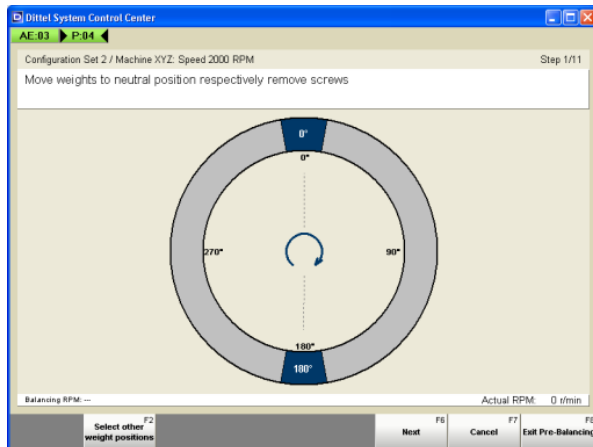 Dittel System Control Center
AE:03 P:04
Configuration Set 2 / Machine XYZ: Speed 2000 RPM Step 1/11
Move weights to neutral position respectively remove screws
0°
0°
270° 90°
180°
180°
Balancing RPM: -- Actual RPM: 0 r/min
F2 F6 F7 F8
Select other
weight positions
Next Cancel Exit Pre-Balancing